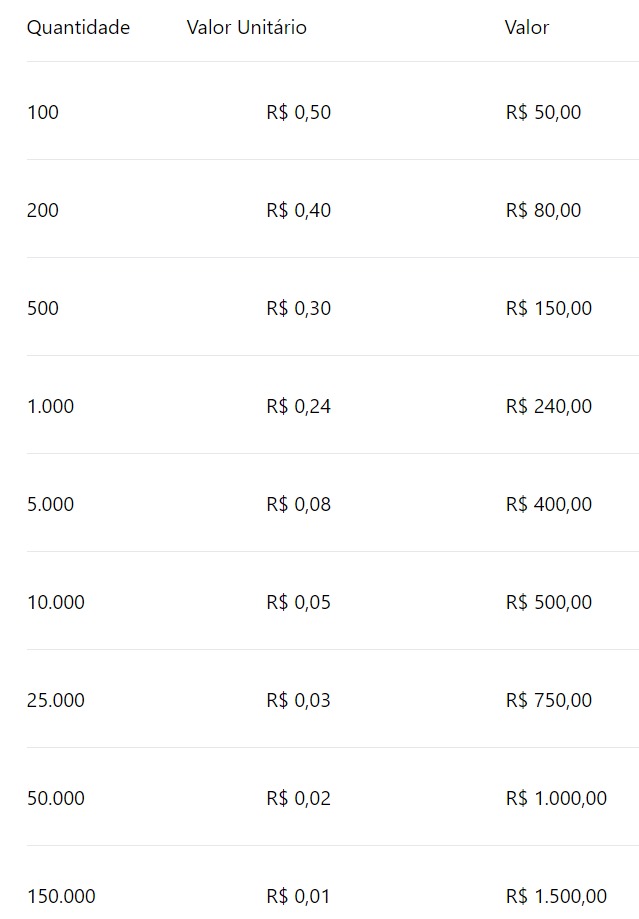 Quantidade Valor Unitário Valor
100 R$ 0,50 R$ 50,00
200 R$ 0,40 R$ 80,00
500 R$ 0,30 R$ 150,00
1.000 R$ 0,24 R$ 240,00
5.000 R$ 0,08 R$ 400,00
10.000 R$ 0,05 R$ 500,00
25.000 R$ 0,03 R$ 750,00
50.000 R$ 0,02 R$ 1.000,00
150.000 R$ 0,01 R$ 1.500,00